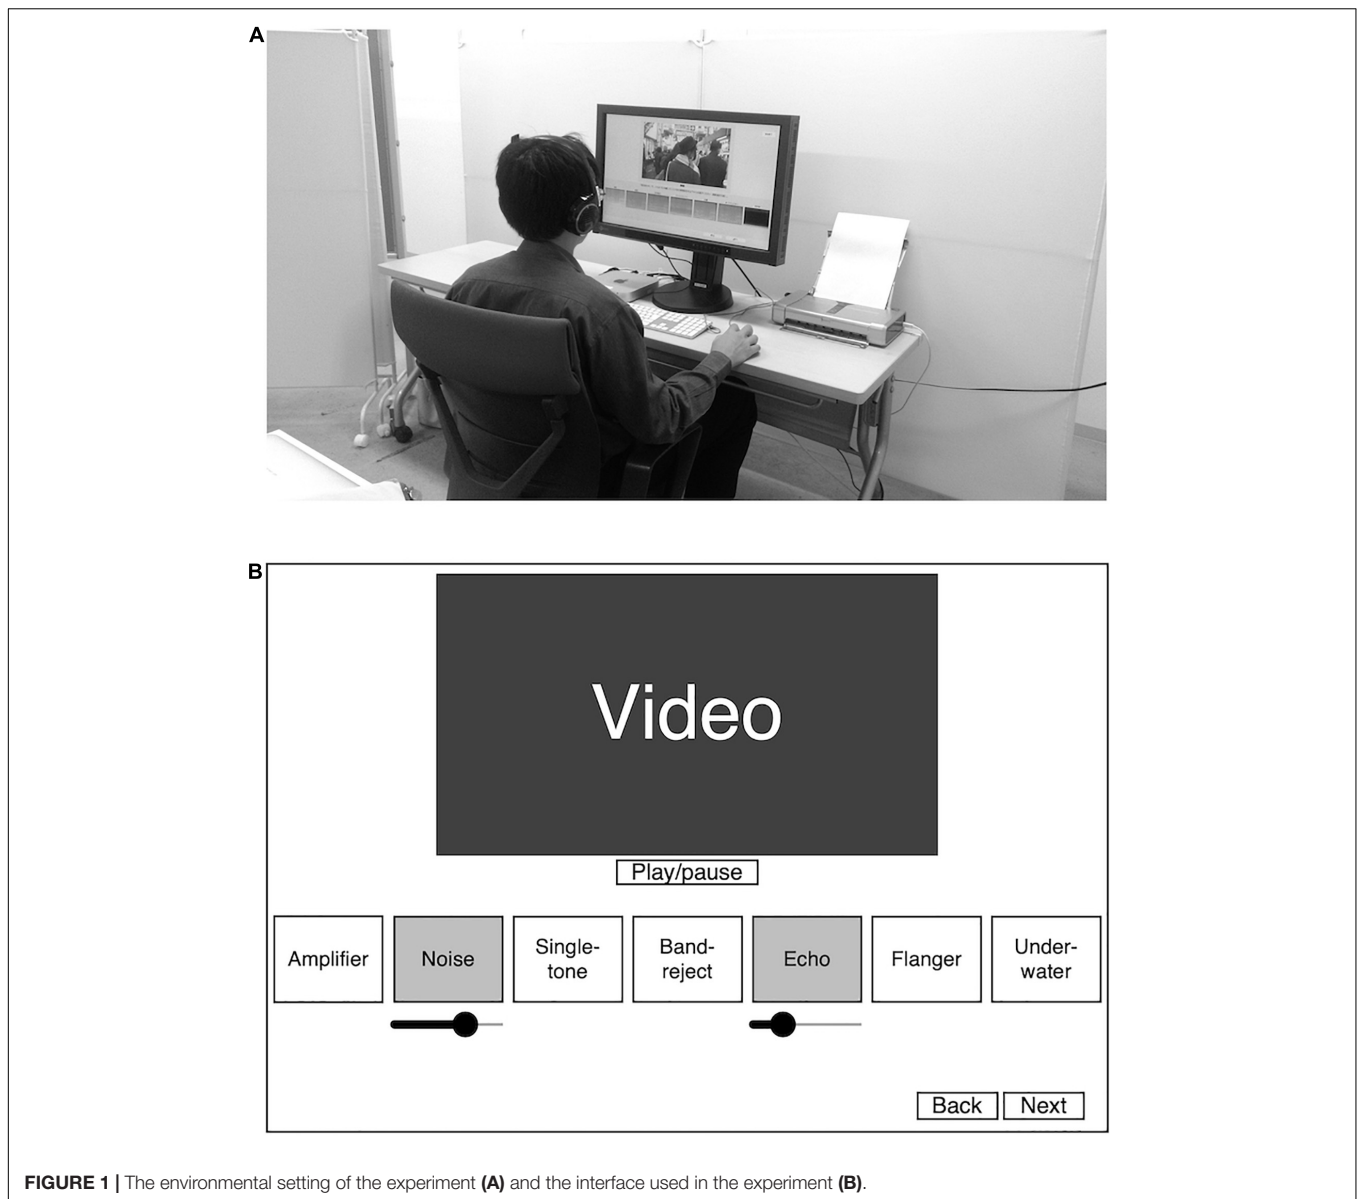 A
B
Video
Play/pause
Amplifier
Noise
Single-
tone
Band-
reject
Echo
Flanger
Under-
water
Back Next
FIGURE 1 | The environmental setting of the experiment (A) and the interface used in the experiment (B).